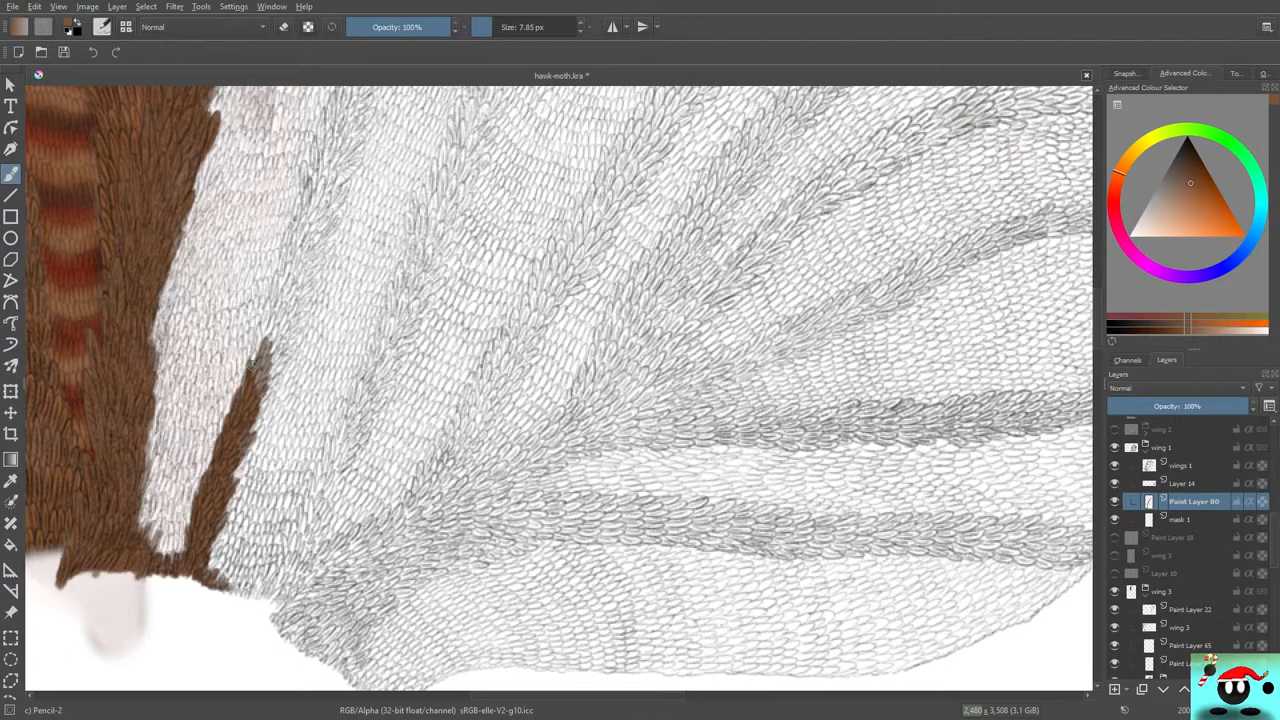 File Edit View Image Layer Select Filter Tools Settings Window Help
Normal Opacity: 100% Size: 7.85 px
hawk-moth.kra *
Snapsh... Advanced Colou... To... O...
Advanced Colour Selector
Channels Layers
Layers
Normal
Opacity: 100%
wing 2
wing 1
wings 1
Layer 14
Paint Layer 80
mask 1
Paint Layer 18
wing 3
Layer 10
wing 3
Paint Layer 22
wing 3
Paint Layer 65
c) Pencil-2 RGB/Alpha (32-bit float/channel) sRGB-elle-V2-g10.icc 2,480 x 3,508 (3.1 GiB)